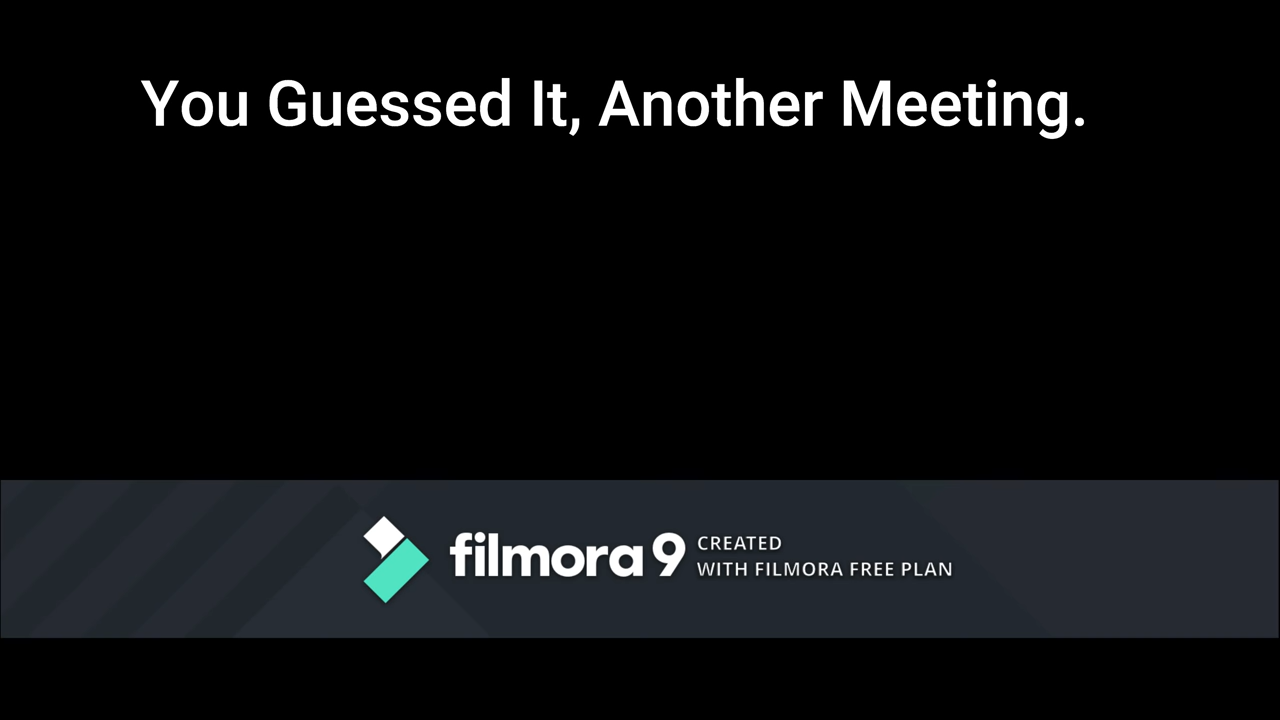 You Guessed It, Another Meeting.
filmora 9 CREATED
WITH FILMORA FREE PLAN